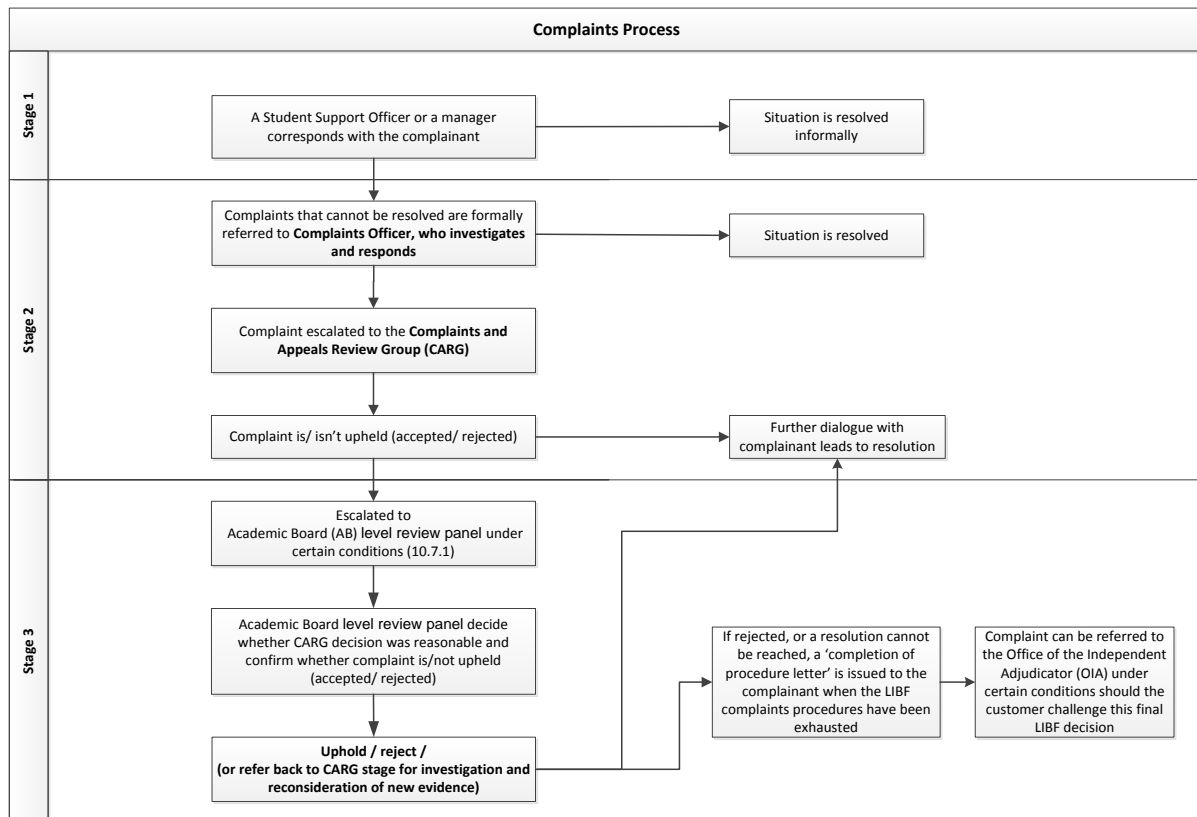 Complaints Process
Stage 1
A Student Support Officer or a manager
corresponds with the complainant
Situation is resolved
informally
Stage 2
Complaints that cannot be resolved are formally
referred to Complaints Officer, who investigates
and responds
Situation is resolved
Complaint escalated to the Complaints and
Appeals Review Group (CARG)
Complaint is/ isn't upheld (accepted/ rejected)
Further dialogue with
complainant leads to resolution
Stage 3
Escalated to
Academic Board (AB) level review panel under
certain conditions (10.7.1)
Academic Board level review panel decide
whether CARG decision was reasonable and
confirm whether complaint is/not upheld
(accepted/ rejected)
Uphold / reject /
(or refer back to CARG stage for investigation and
reconsideration of new evidence)
If rejected, or a resolution cannot
be reached, a 'completion of
procedure letter' is issued to the
complainant when the LIBF
complaints procedures have been
exhausted
Complaint can be referred to
the Office of the Independent
Adjudicator (OIA) under
certain conditions should the
customer challenge this final
LIBF decision